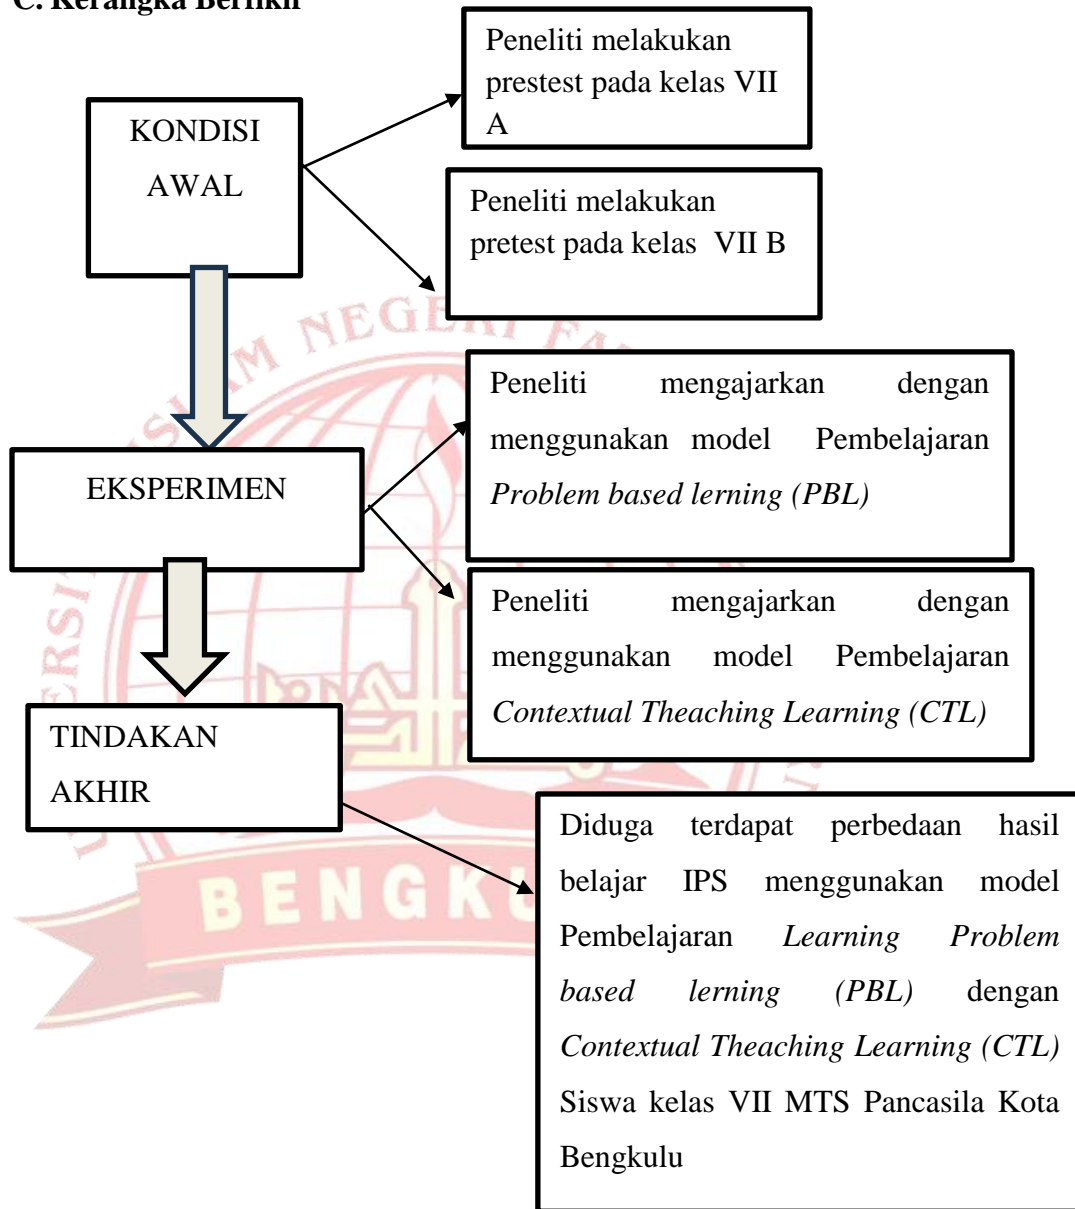 C. Kerangka Berfikir
Peneliti melakukan
prestest pada kelas VII
A
KONDISI
AWAL
Peneliti melakukan
pretest pada kelas VII B
Peneliti mengajarkan dengan
menggunakan model Pembelajaran
Problem based lerning (PBL)
EKSPERIMEN
Peneliti mengajarkan dengan
menggunakan model Pembelajaran
Contextual Theaching Learning (CTL)
TINDAKAN
AKHIR
Diduga terdapat perbedaan hasil
belajar IPS menggunakan model
Pembelajaran Learning Problem
based lerning (PBL) dengan
Contextual Theaching Learning (CTL)
Siswa kelas VII MTS Pancasila Kota
Bengkulu
NEGERI
BENGKU